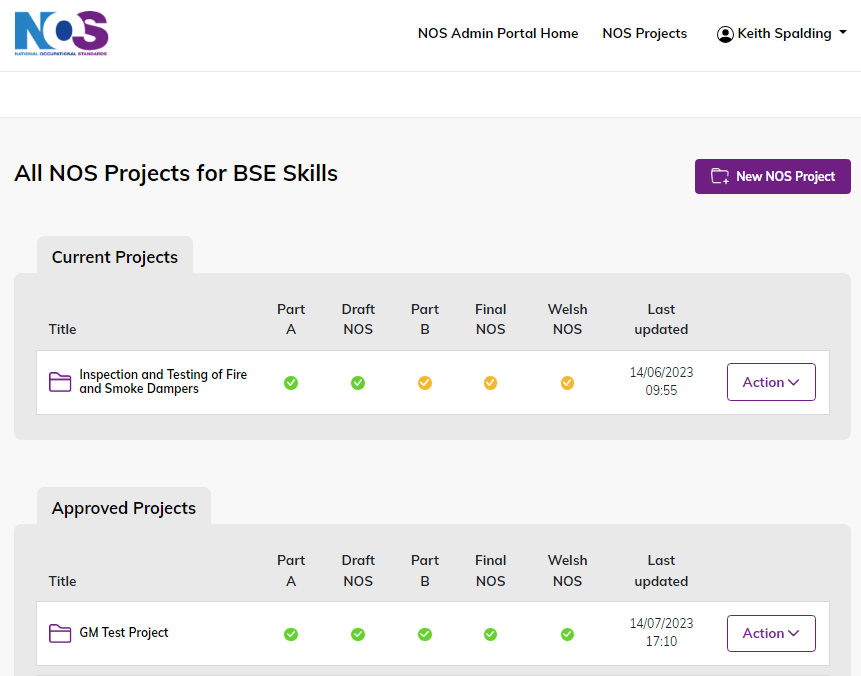 NOS
NATIONAL OCCUPATIONAL STANDARDS
NOS Admin Portal Home NOS Projects Keith Spalding
All NOS Projects for BSE Skills
New NOS Project
Current Projects
Title Part A Draft NOS Part B Final NOS Welsh NOS Last updated
Inspection and Testing of Fire
and Smoke Dampers
14/06/2023
09:55
Action
Approved Projects
Title Part A Draft NOS Part B Final NOS Welsh NOS Last updated
GM Test Project
14/07/2023
17:10
Action